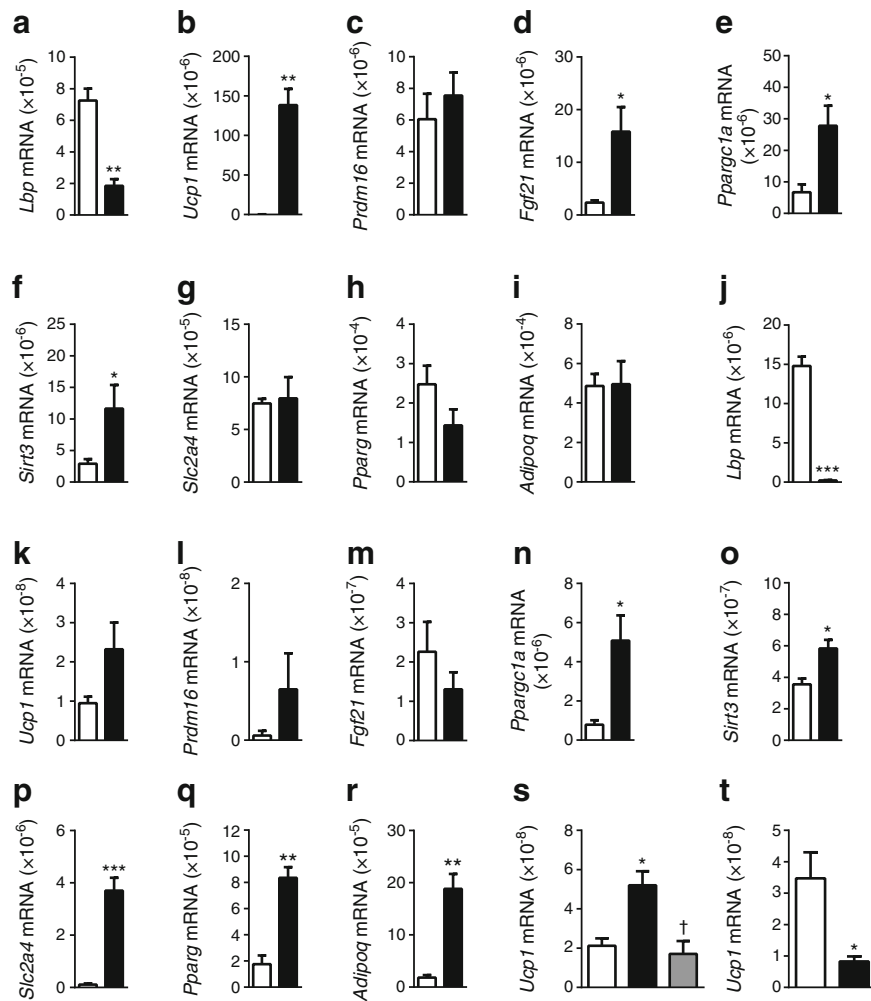 a
Lbp mRNA (×10⁻⁵)
8
6
4
2
0
**
b
Ucp1 mRNA (×10⁻⁶)
200
150
100
50
0
**
c
Prdm16 mRNA (×10⁻⁶)
10
8
6
4
2
0
d
Fgf21 mRNA (×10⁻⁶)
30
20
10
0
*
e
Ppargc1a mRNA
(×10⁻⁶)
50
40
30
20
10
0
*
f
Sirt3 mRNA (×10⁻⁶)
25
20
15
10
5
0
*
g
Slc2a4 mRNA (×10⁻⁵)
15
10
5
0
h
Pparg mRNA (×10⁻⁴)
4
3
2
1
0
i
Adipoq mRNA (×10⁻⁴)
8
6
4
2
0
j
Lbp mRNA (×10⁻⁶)
20
15
10
5
0
***
k
Ucp1 mRNA (×10⁻⁸)
4
3
2
1
0
l
Prdm16 mRNA (×10⁻⁸)
2
1
0
m
Fgf21 mRNA (×10⁻⁷)
4
3
2
1
0
n
Ppargc1a mRNA
(×10⁻⁶)
8
6
4
2
0
*
o
Sirt3 mRNA (×10⁻⁷)
10
8
6
4
2
0
*
p
Slc2a4 mRNA (×10⁻⁶)
6
4
2
0
***
q
Pparg mRNA (×10⁻⁵)
12
10
8
6
4
2
0
**
r
Adipoq mRNA (×10⁻⁵)
30
20
10
0
**
s
Ucp1 mRNA (×10⁻⁸)
8
6
4
2
0
*
†
t
Ucp1 mRNA (×10⁻⁸)
5
4
3
2
1
0
*